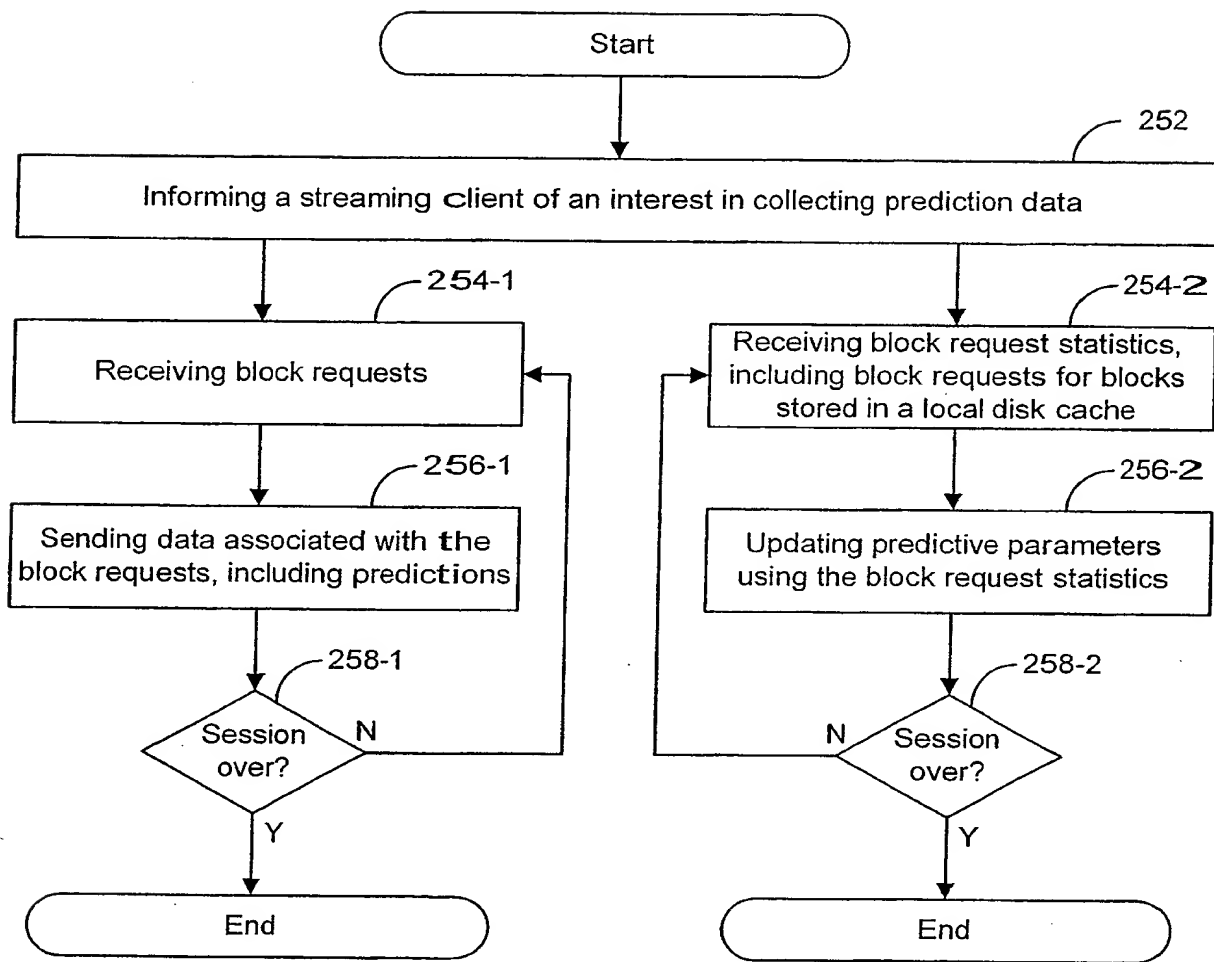 Start
252
Informing a streaming client of an interest in collecting prediction data
254-1
Receiving block requests
256-1
Sending data associated with the
block requests, including predictions
258-1
Session
over?
N
Y
End
254-2
Receiving block request statistics,
including block requests for blocks
stored in a local disk cache
256-2
Updating predictive parameters
using the block request statistics
258-2
Session
over?
N
Y
End